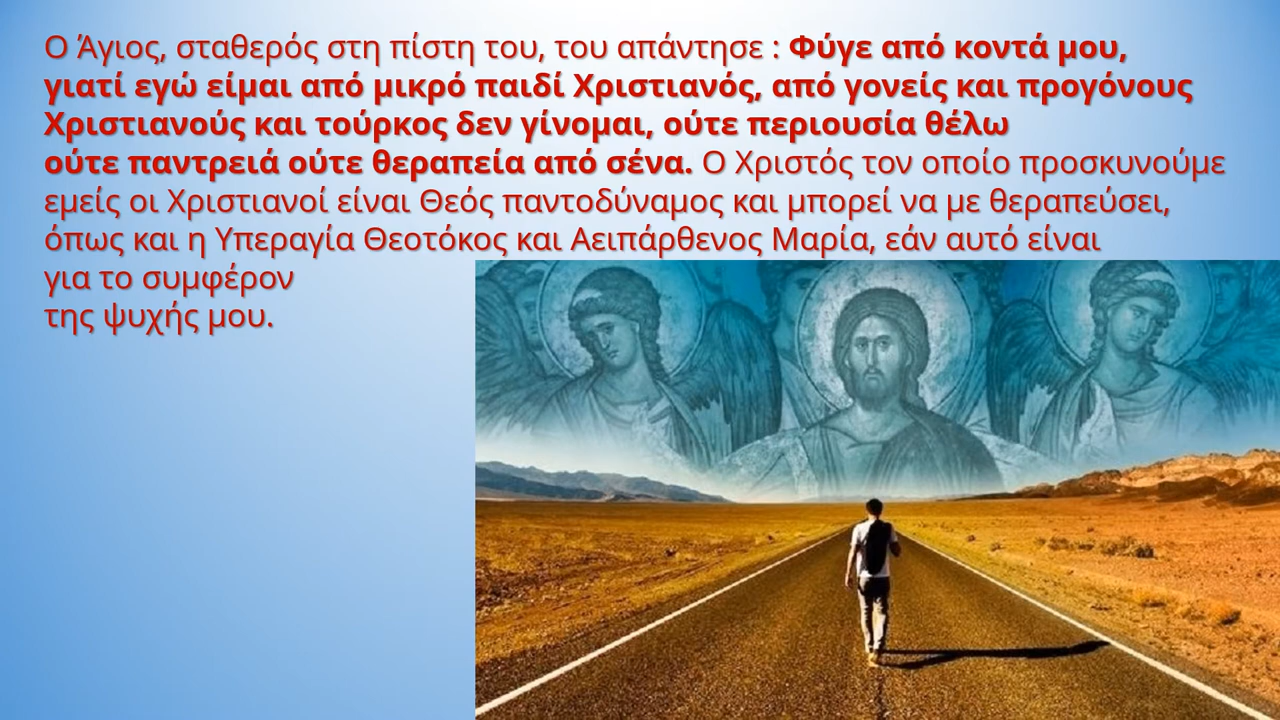 Ο Άγιος, σταθερός στη πίστη του, του απάντησε : Φύγε από κοντά μου,
γιατί εγώ είμαι από μικρό παιδί Χριστιανός, από γονείς και προγόνους
Χριστιανούς και τούρκος δεν γίνομαι, ούτε περιουσία θέλω
ούτε παντρειά ούτε θεραπεία από σένα. Ο Χριστός τον οποίο προσκυνούμε
εμείς οι Χριστιανοί είναι Θεός παντοδύναμος και μπορεί να με θεραπεύσει,
όπως και η Υπεραγία Θεοτόκος και Αειπάρθενος Μαρία, εάν αυτό είναι
για το συμφέρον
της ψυχής μου.